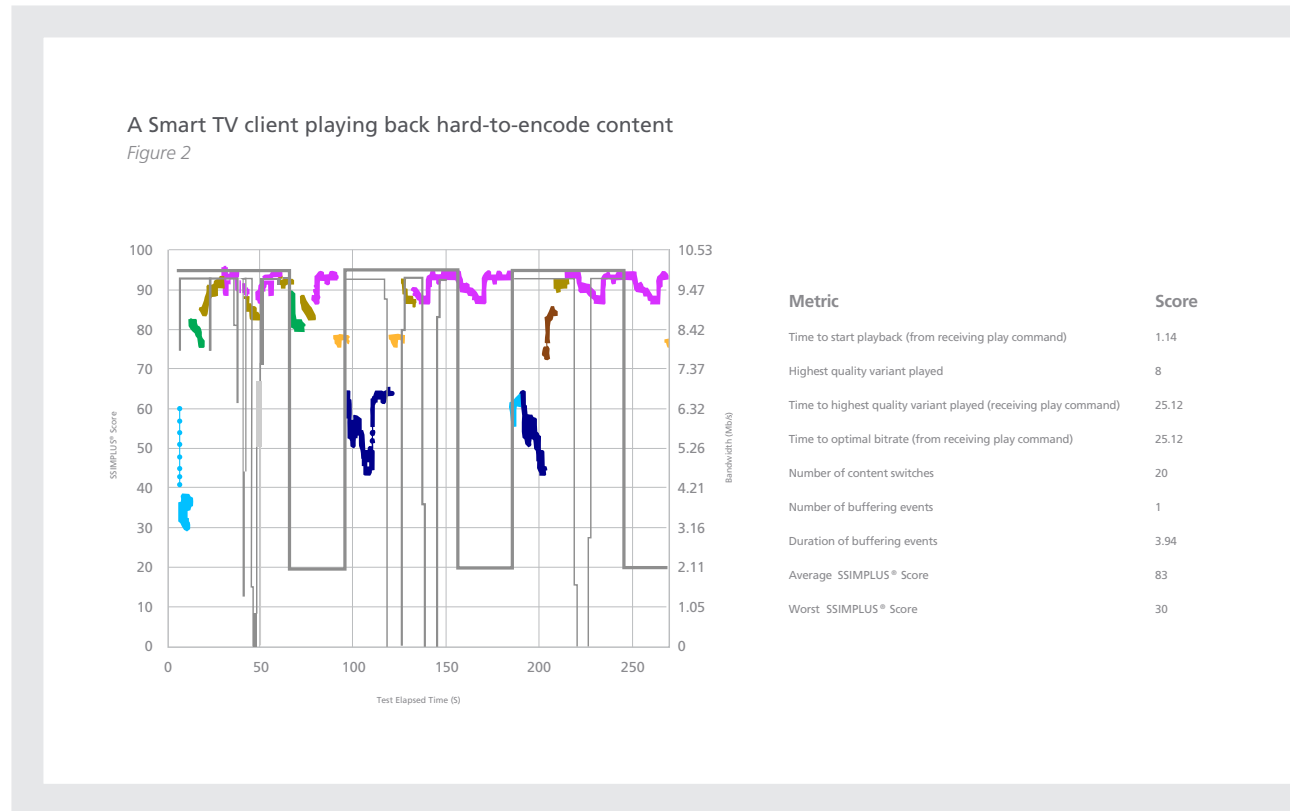 A Smart TV client playing back hard-to-encode content
Figure 2
100
90
80
70
60
50
40
30
20
10
0
SSIMPLUS® Score
10.53
9.47
8.42
7.37
6.32
5.26
4.21
3.16
2.11
1.05
0
Bandwidth (Mb/s)
0 50 100 150 200 250
Test Elapsed Time (S)
Metric Score
Time to start playback (from receiving play command) 1.14
Highest quality variant played 8
Time to highest quality variant played (receiving play command) 25.12
Time to optimal bitrate (from receiving play command) 25.12
Number of content switches 20
Number of buffering events 1
Duration of buffering events 3.94
Average SSIMPLUS® Score 83
Worst SSIMPLUS® Score 30